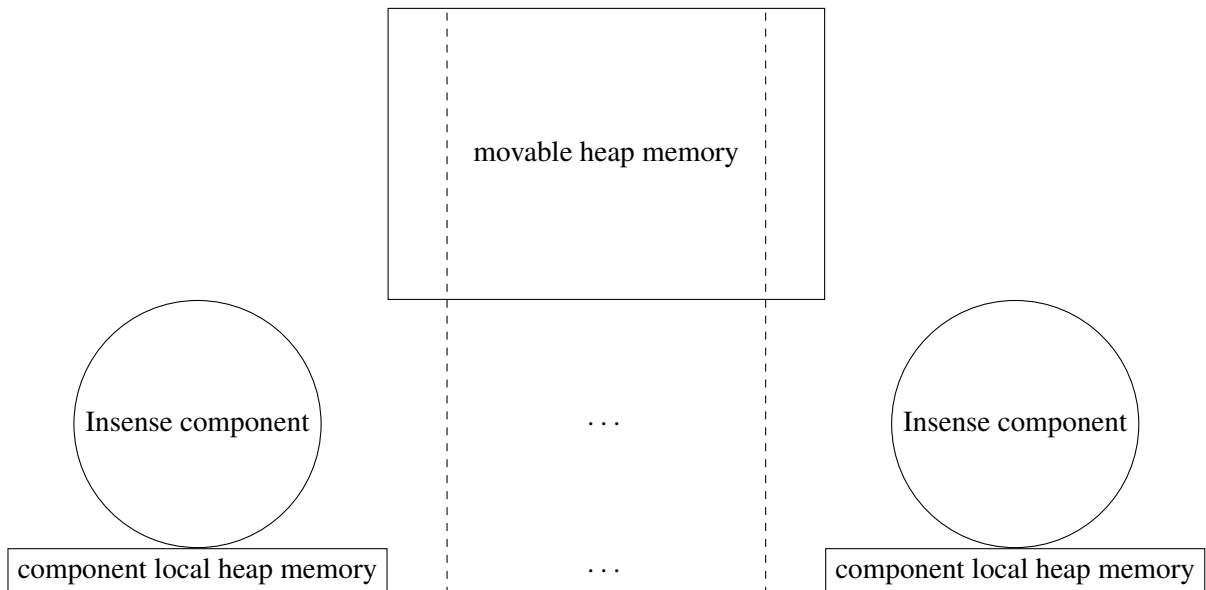 movable heap memory
Insense component
. . .
Insense component
component local heap memory
. . .
component local heap memory